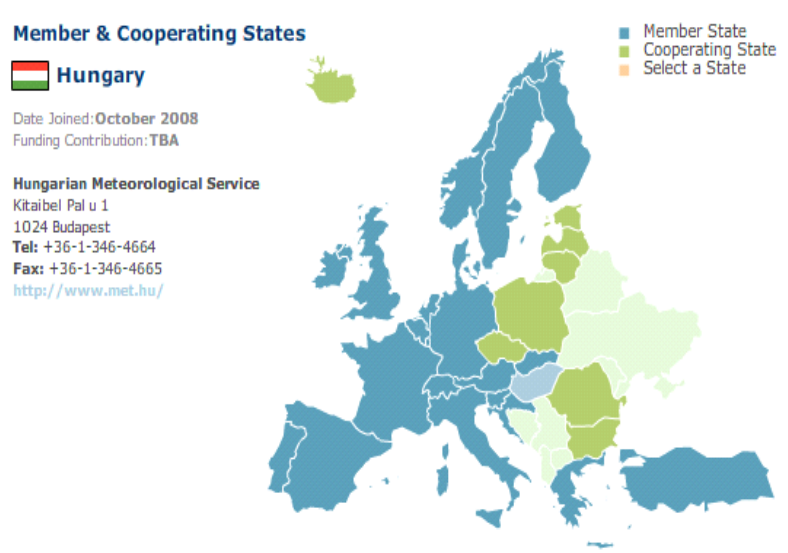 Member & Cooperating States
Hungary
Date Joined: October 2008
Funding Contribution: TBA
Hungarian Meteorological Service
Kitaibel Pal u 1
1024 Budapest
Tel: +36-1-346-4664
Fax: +36-1-346-4665
http://www.met.hu/
Member State
Cooperating State
Select a State